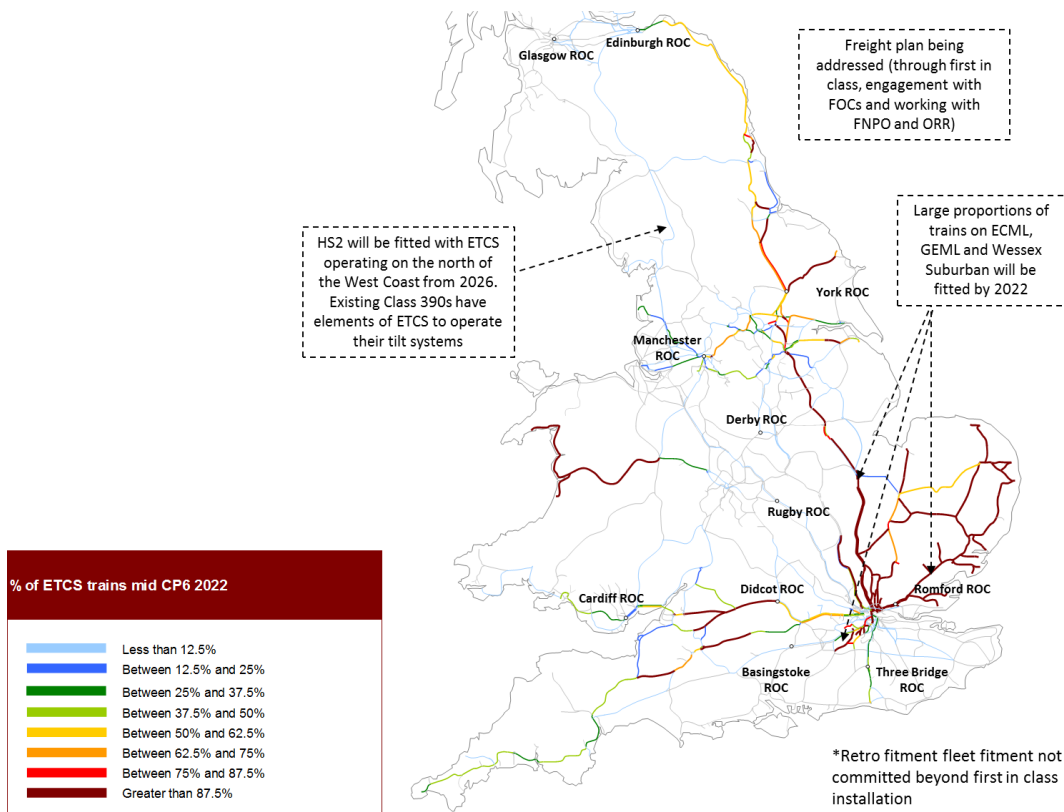 Edinburgh ROC
Glasgow ROC
Freight plan being
addressed (through first in
class, engagement with
FOCs and working with
FNPO and ORR)
HS2 will be fitted with ETCS
operating on the north of
the West Coast from 2026.
Existing Class 390s have
elements of ETCS to operate
their tilt systems
Large proportions of
trains on ECML,
GEML and Wessex
Suburban will be
fitted by 2022
York ROC
Manchester
ROC
Derby ROC
Rugby ROC
Cardiff ROC
Didcot ROC
Romford ROC
Basingstoke
ROC
Three Bridge
ROC
% of ETCS trains mid CP6 2022
Less than 12.5%
Between 12.5% and 25%
Between 25% and 37.5%
Between 37.5% and 50%
Between 50% and 62.5%
Between 62.5% and 75%
Between 75% and 87.5%
Greater than 87.5%
*Retro fitment fleet fitment not
committed beyond first in class
installation